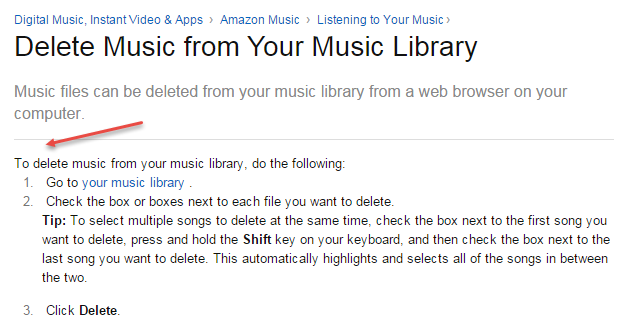 Digital Music, Instant Video & Apps › Amazon Music › Listening to Your Music ›
Delete Music from Your Music Library
Music files can be deleted from your music library from a web browser on your
computer.
To delete music from your music library, do the following:
1. Go to your music library .
2. Check the box or boxes next to each file you want to delete.
Tip: To select multiple songs to delete at the same time, check the box next to the first song you
want to delete, press and hold the Shift key on your keyboard, and then check the box next to the
last song you want to delete. This automatically highlights and selects all of the songs in between
the two.
3. Click Delete.